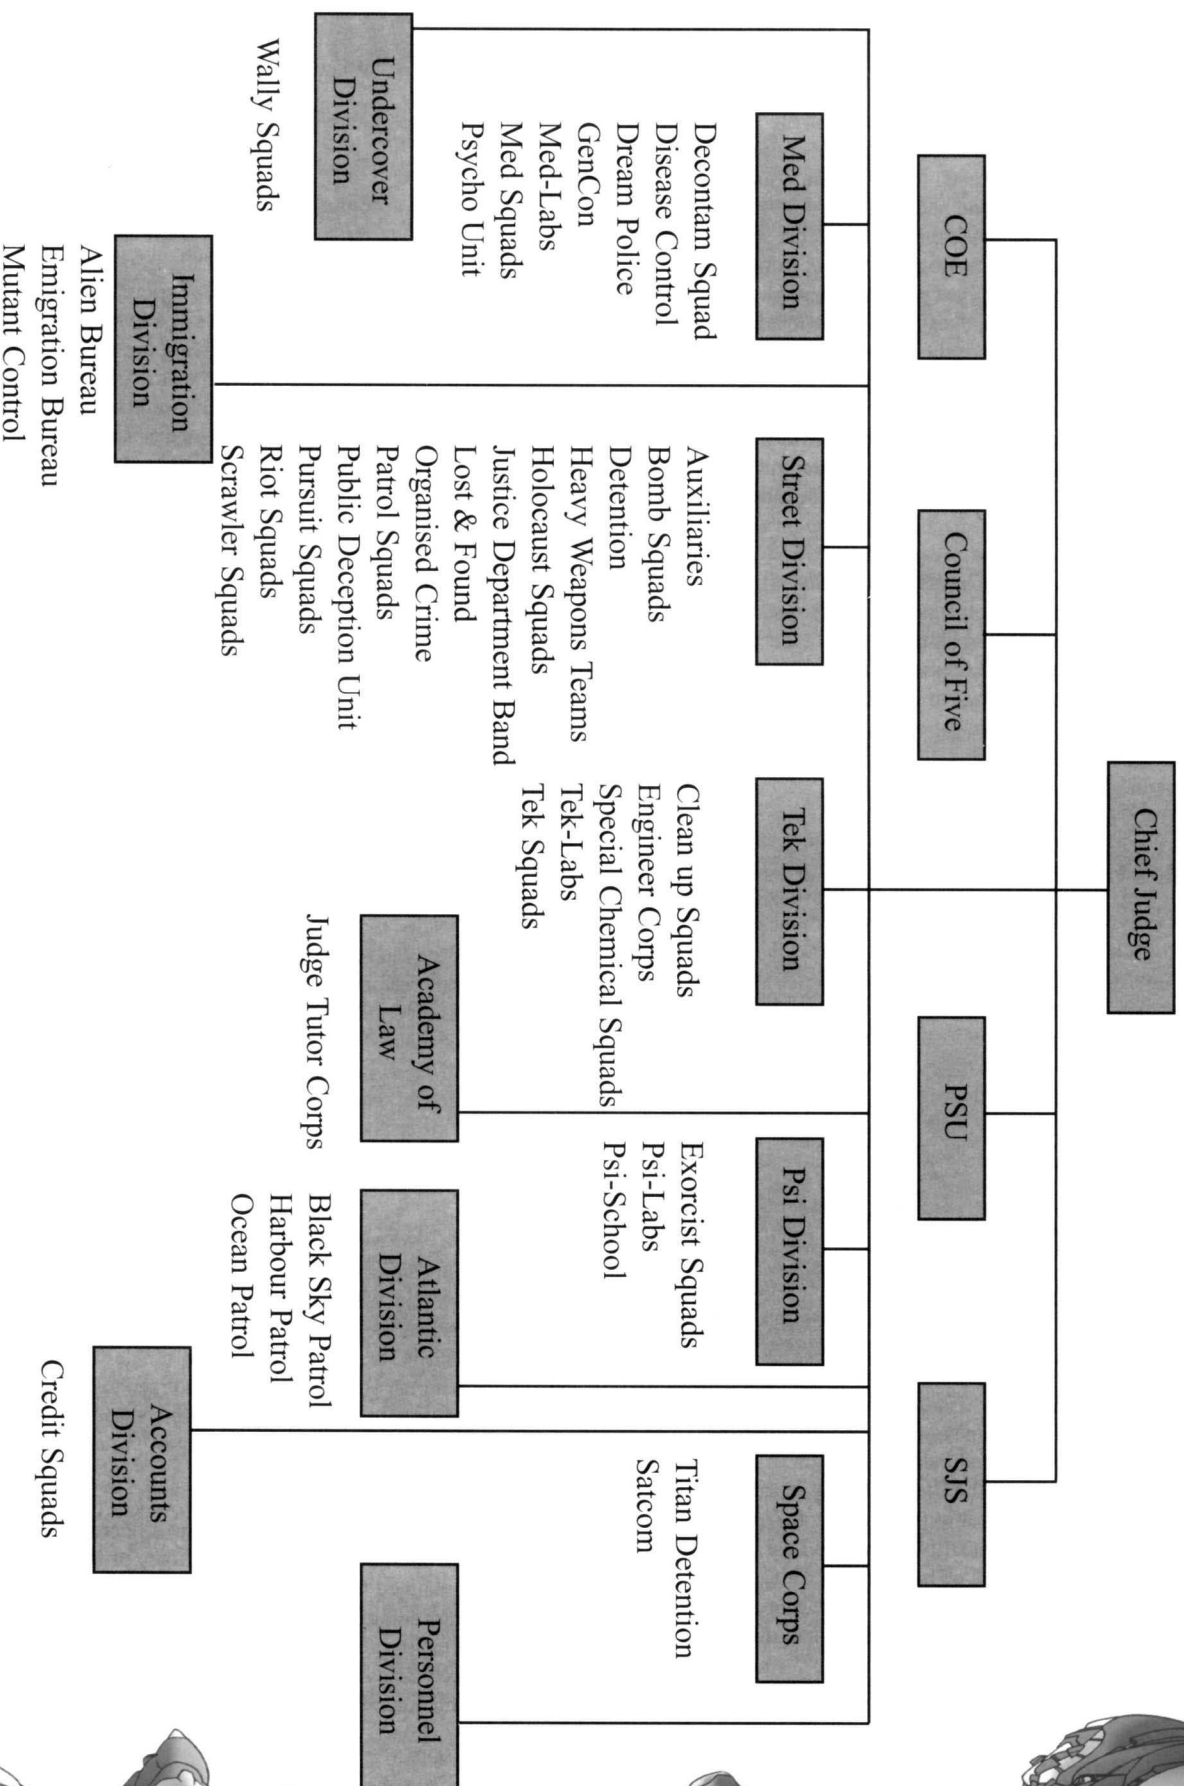 Chief Judge
COE
Council of Five
PSU
SJS
Med Division
Decontam Squad
Disease Control
Dream Police
GenCon
Med-Labs
Med Squads
Psycho Unit
Street Division
Auxiliaries
Bomb Squads
Detention
Heavy Weapons Teams
Holocaust Squads
Justice Department Band
Lost & Found
Organised Crime
Patrol Squads
Public Deception Unit
Pursuit Squads
Riot Squads
Scrawler Squads
Tek Division
Clean up Squads
Engineer Corps
Special Chemical Squads
Tek-Labs
Tek Squads
Psi Division
Exorcist Squads
Psi-Labs
Psi-School
Space Corps
Titan Detention
Satcom
Undercover
Division
Wally Squads
Academy of
Law
Judge Tutor Corps
Atlantic
Division
Black Sky Patrol
Harbour Patrol
Ocean Patrol
Personnel
Division
Immigration
Division
Alien Bureau
Emigration Bureau
Mutant Control
Accounts
Division
Credit Squads